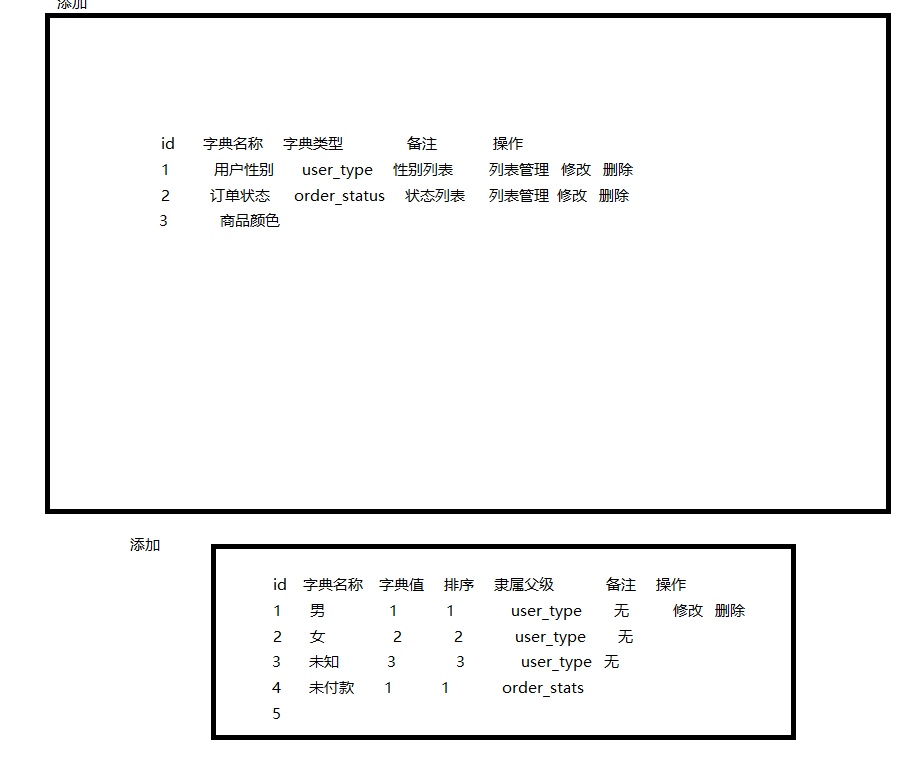 添加
id 字典名称 字典类型 备注 操作
1 用户性别 user_type 性别列表 列表管理 修改 删除
2 订单状态 order_status 状态列表 列表管理 修改 删除
3 商品颜色
添加
id 字典名称 字典值 排序 隶属父级 备注 操作
1 男 1 1 user_type 无 修改 删除
2 女 2 2 user_type 无
3 未知 3 3 user_type 无
4 未付款 1 1 order_stats
5